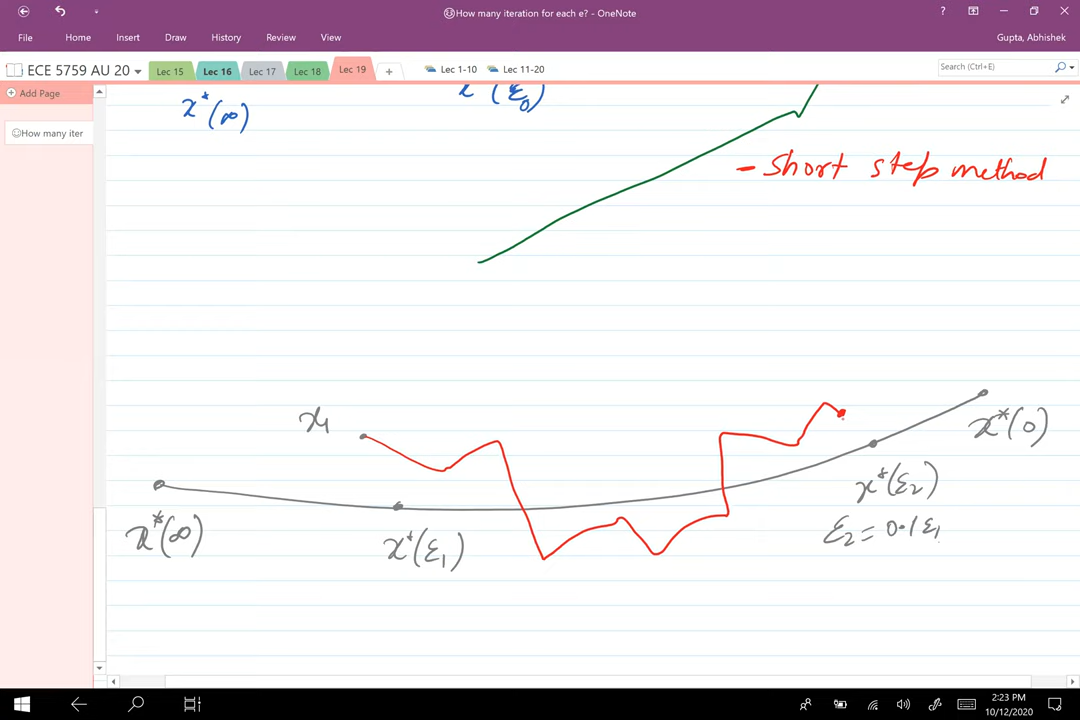 How many iteration for each e? - OneNote
File Home Insert Draw History Review View Gupta, Abhishek
ECE 5759 AU 20 Lec 15 Lec 16 Lec 17 Lec 18 Lec 19 + Lec 1-10 Lec 11-20 Search (Ctrl+E)
Add Page
How many iter
x*(∞) x*(ε0)
- Short step method
x1
x*(0)
x*(ε2)
x*(∞) x*(ε1) ε2 = 0.1 ε1
2:23 PM
10/12/2020